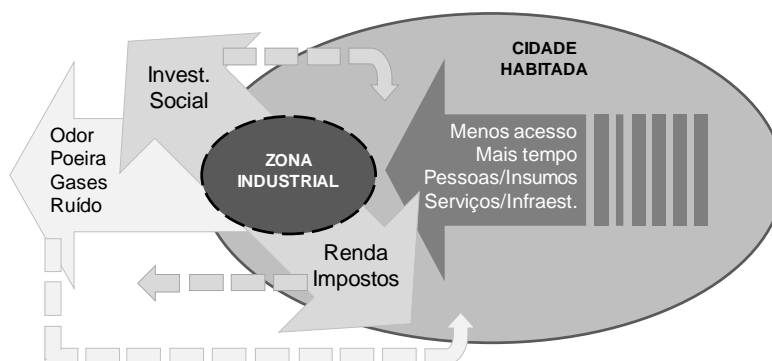 CIDADE
HABITADA
Invest.
Social
Odor
Poeira
Gases
Ruído
ZONA
INDUSTRIAL
Menos acesso
Mais tempo
Pessoas/Insumos
Serviços/Infraest.
Renda
Impostos